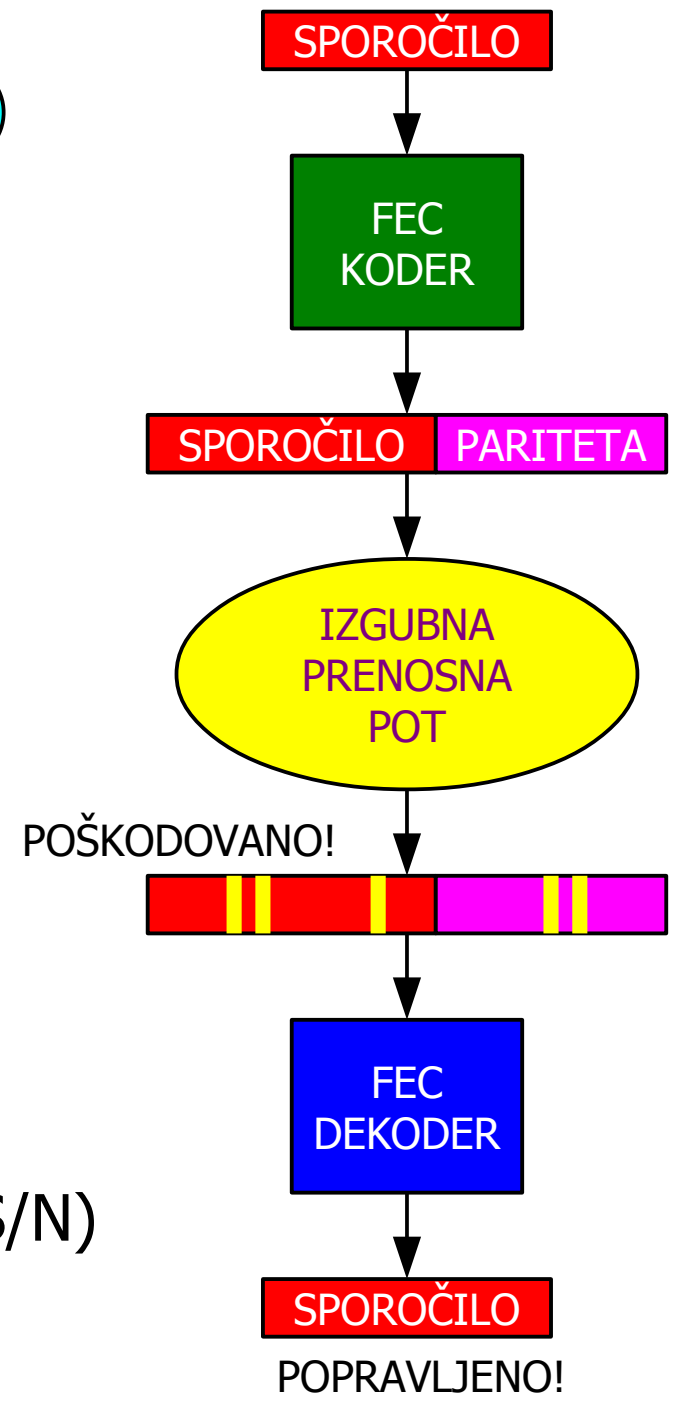 SPOROČILO
)
FEC
KODER
SPOROČILO PARITETA
IZGUBNA
PRENOSNA
POT
POŠKODOVANO!
FEC
DEKODER
S/N)
SPOROČILO
POPRAVLJENO!